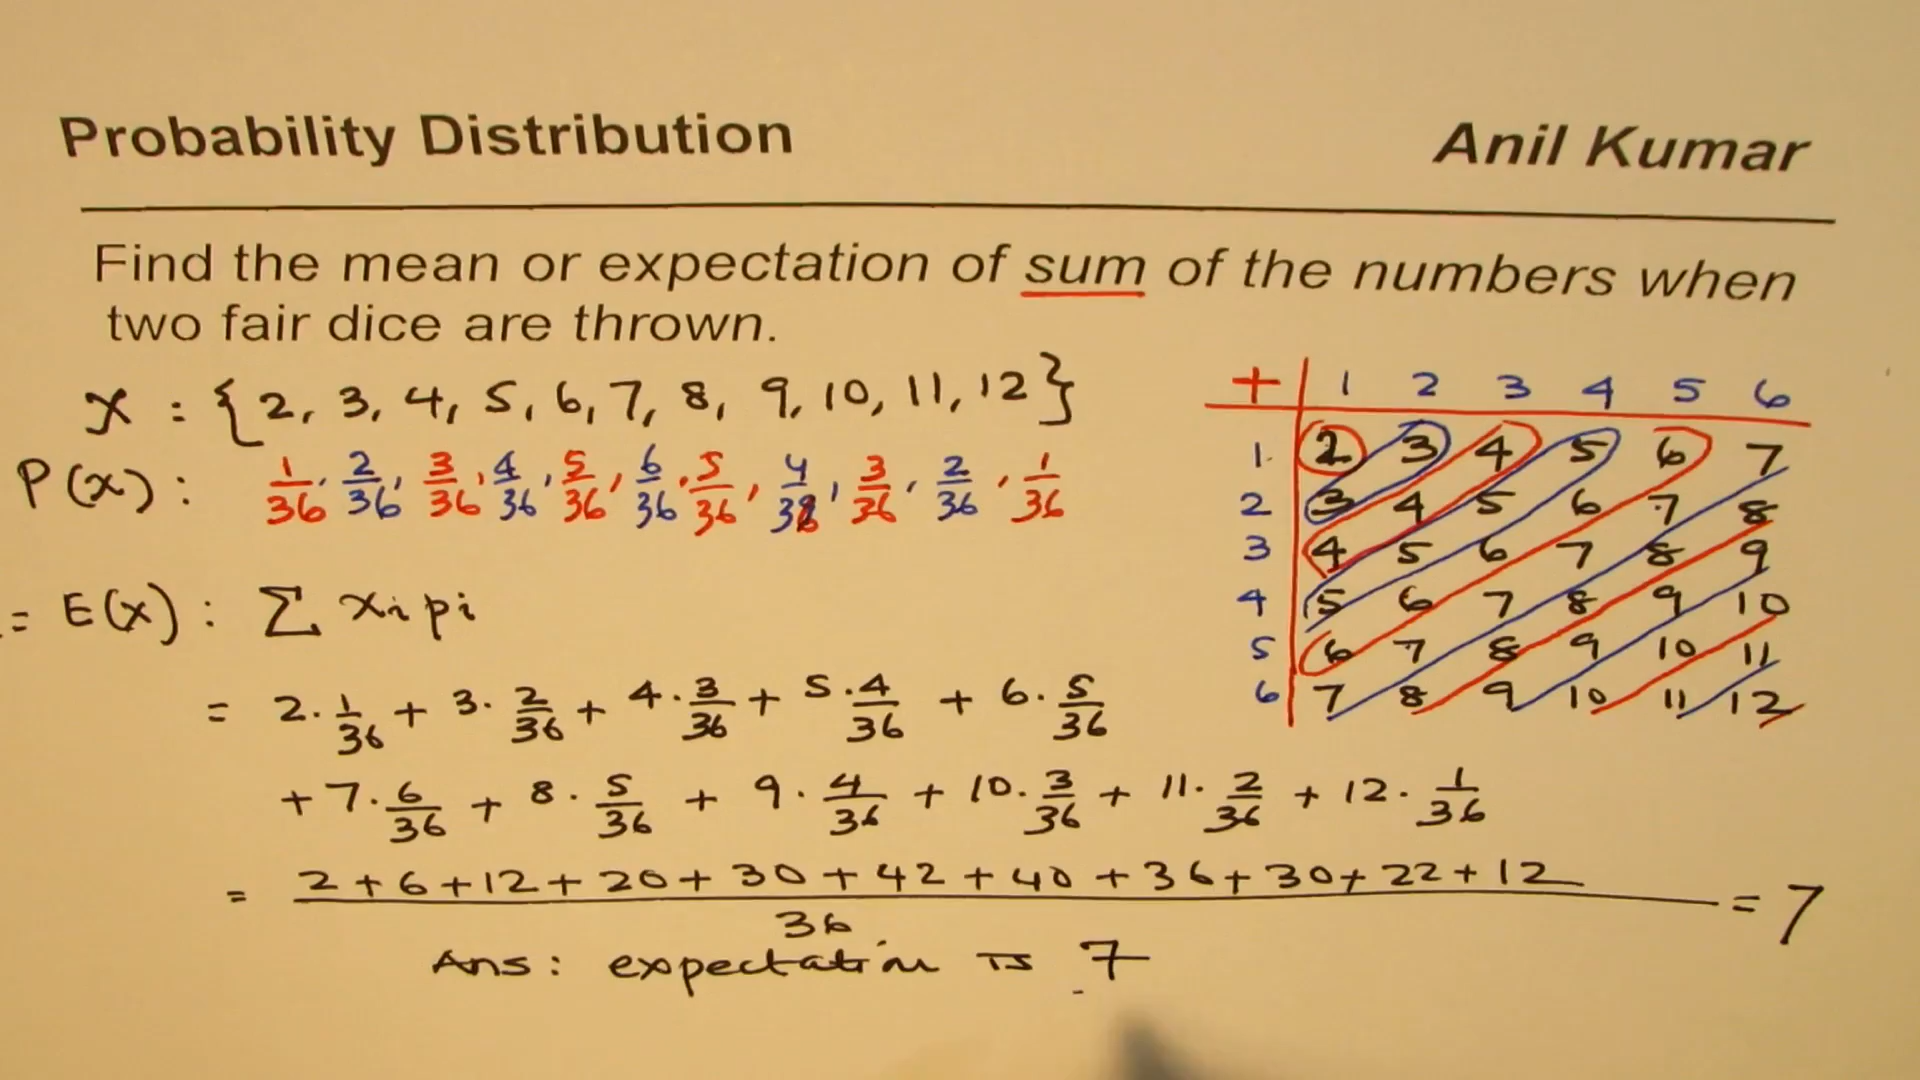 Probability Distribution Anil Kumar
Find the mean or expectation of sum of the numbers when
two fair dice are thrown.
X : {2, 3, 4, 5, 6, 7, 8, 9, 10, 11, 12}
P(x) : 1/36, 2/36, 3/36, 4/36, 5/36, 6/36, 5/36, 4/36, 3/36, 2/36, 1/36
= E(x) : Σ xi pi
= 2·1/36 + 3·2/36 + 4·3/36 + 5·4/36 + 6·5/36
+ 7·6/36 + 8·5/36 + 9·4/36 + 10·3/36 + 11·2/36 + 12·1/36
= 2+6+12+20+30+42+40+36+30+22+12 / 36 = 7
Ans: expectation is 7
+ 1 2 3 4 5 6
1 2 3 4 5 6 7
2 3 4 5 6 7 8
3 4 5 6 7 8 9
4 5 6 7 8 9 10
5 6 7 8 9 10 11
6 7 8 9 10 11 12